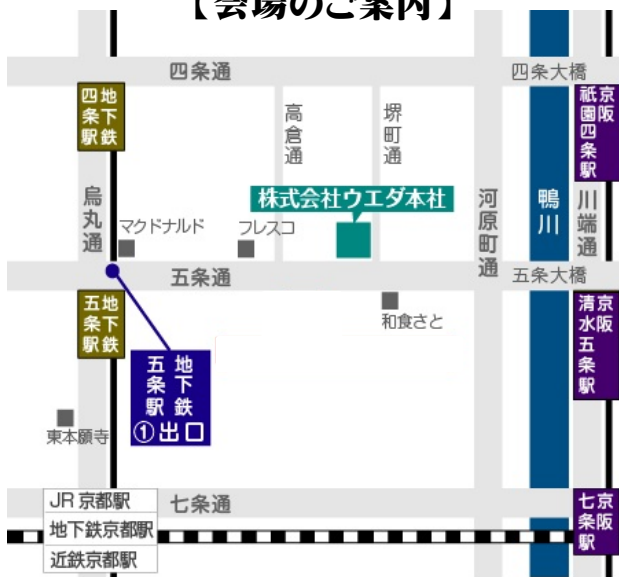 【会場のご案内】
四条通
四条大橋
地下鉄
四条駅
京阪
祇園四条駅
高倉通
堺町通
烏丸通
株式会社ウエダ本社
河原町通
鴨川
川端通
マクドナルド
フレスコ
五条通
五条大橋
地下鉄
五条駅
和食さと
京阪
清水五条駅
地下鉄
五条駅
①出口
東本願寺
JR 京都駅
地下鉄京都駅
近鉄京都駅
七条通
京阪
七条駅